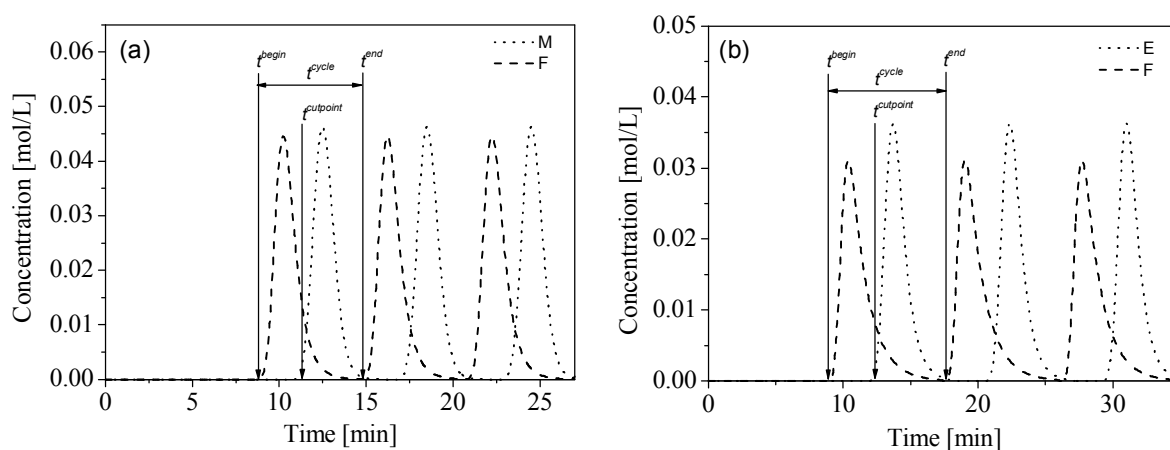 (a)
M
F
t^begin
t^end
t^cycle
t^cutpoint
0.06
0.05
0.04
0.03
0.02
0.01
0.00
Concentration [mol/L]
0 5 10 15 20 25
Time [min]
(b)
E
F
t^begin
t^end
t^cycle
t^cutpoint
0.05
0.04
0.03
0.02
0.01
0.00
Concentration [mol/L]
0 10 20 30
Time [min]